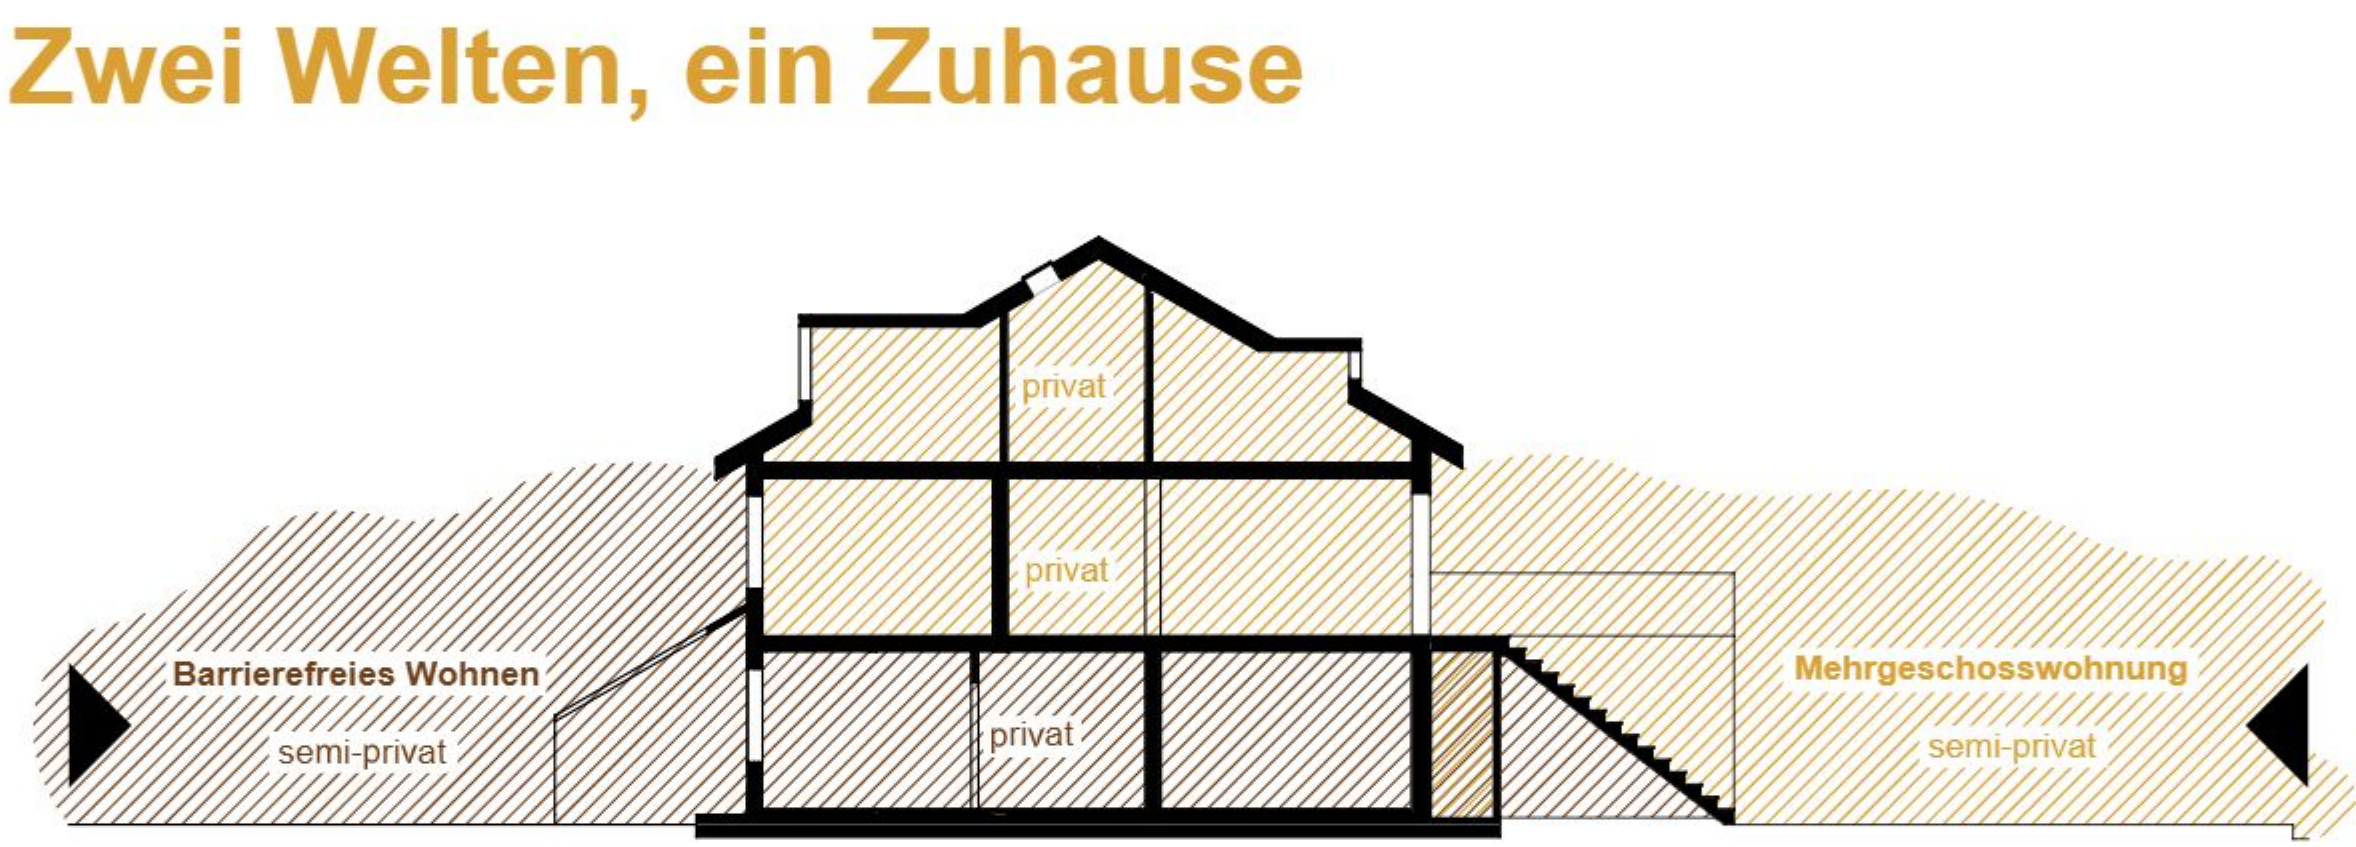 Zwei Welten, ein Zuhause
privat
privat
Barrierefreies Wohnen
semi-privat
privat
Mehrgeschosswohnung
semi-privat